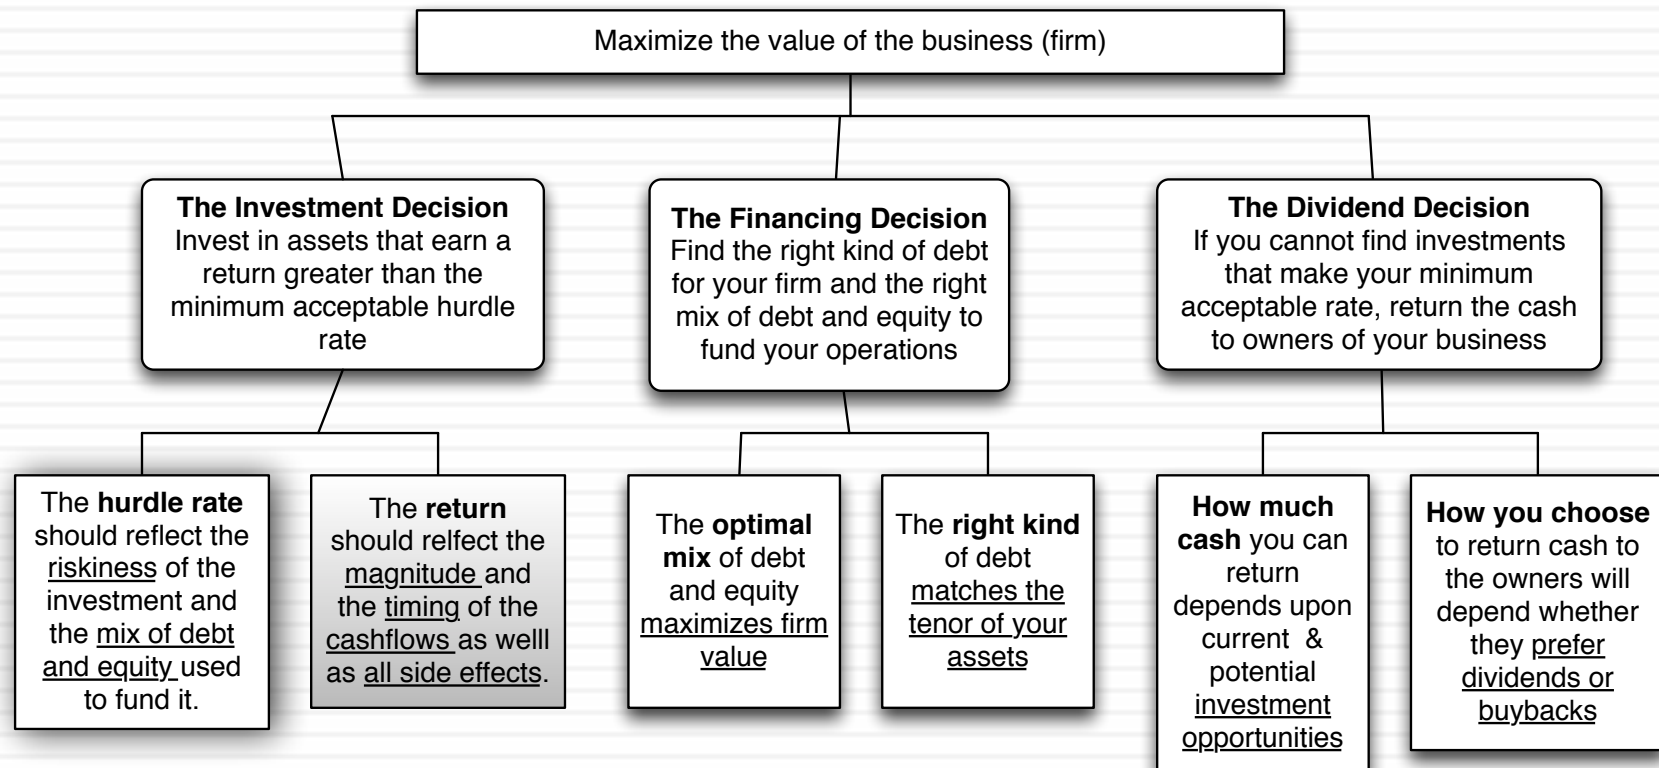 Maximize the value of the business (firm)
The Investment Decision
Invest in assets that earn a
return greater than the
minimum acceptable hurdle
rate
The Financing Decision
Find the right kind of debt
for your firm and the right
mix of debt and equity to
fund your operations
The Dividend Decision
If you cannot find investments
that make your minimum
acceptable rate, return the cash
to owners of your business
The hurdle rate
should reflect the
riskiness of the
investment and
the mix of debt
and equity used
to fund it.
The return
should relfect the
magnitude and
the timing of the
cashflows as welll
as all side effects.
The optimal
mix of debt
and equity
maximizes firm
value
The right kind
of debt
matches the
tenor of your
assets
How much
cash you can
return
depends upon
current &
potential
investment
opportunities
How you choose
to return cash to
the owners will
depend whether
they prefer
dividends or
buybacks